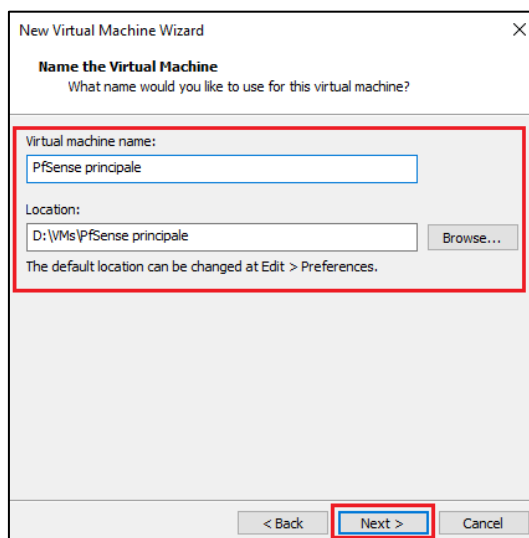 New Virtual Machine Wizard
Name the Virtual Machine
What name would you like to use for this virtual machine?
Virtual machine name:
PfSense principale
Location:
D:\VMs\PfSense principale
Browse...
The default location can be changed at Edit > Preferences.
< Back
Next >
Cancel